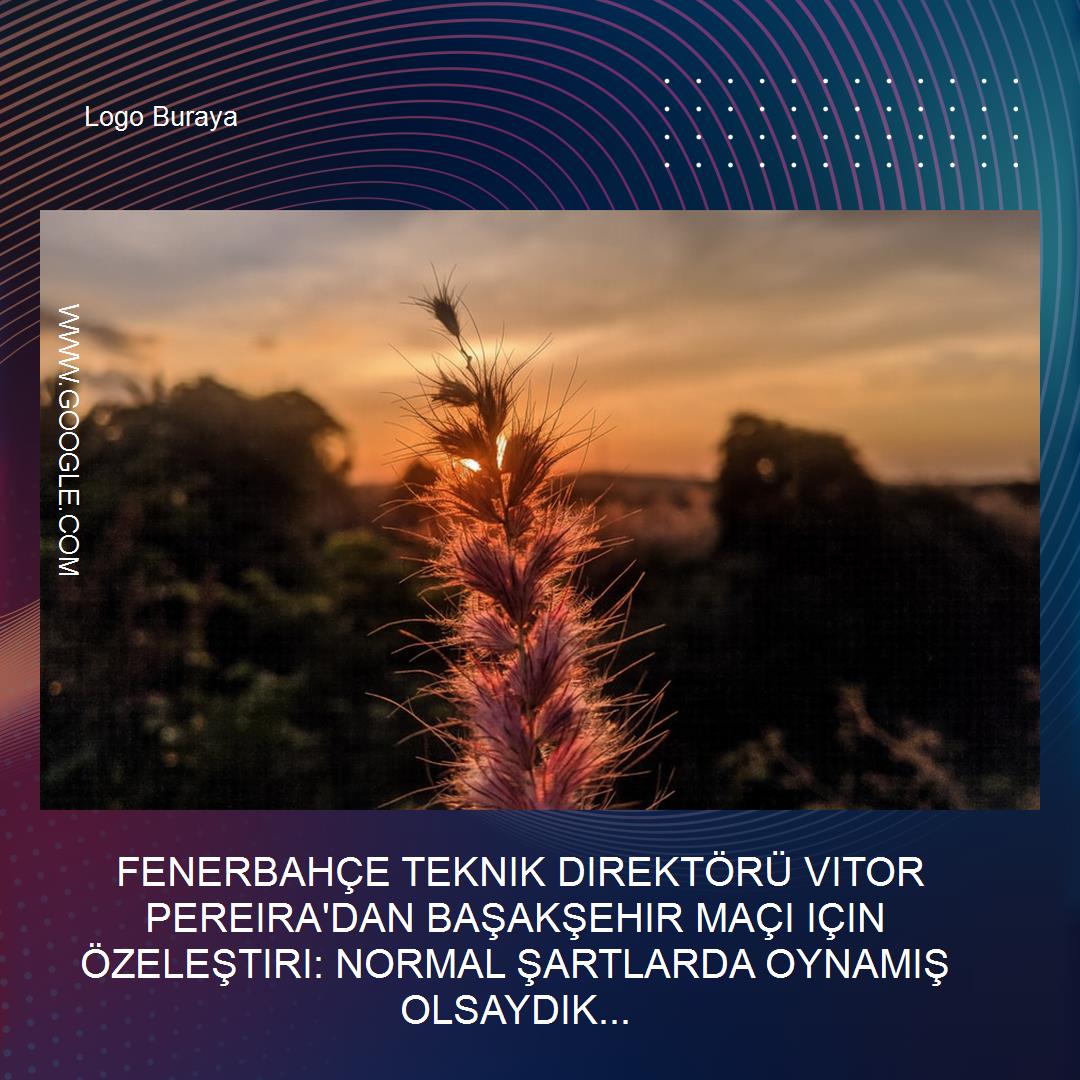 Logo Buraya
WWW.GOOGLE.COM
FENERBAHÇE TEKNIK DIREKTÖRÜ VITOR
PEREIRA'DAN BAŞAKŞEHIR MAÇI IÇIN
ÖZELEŞTIRI: NORMAL ŞARTLARDA OYNAMIŞ
OLSAYDIK...